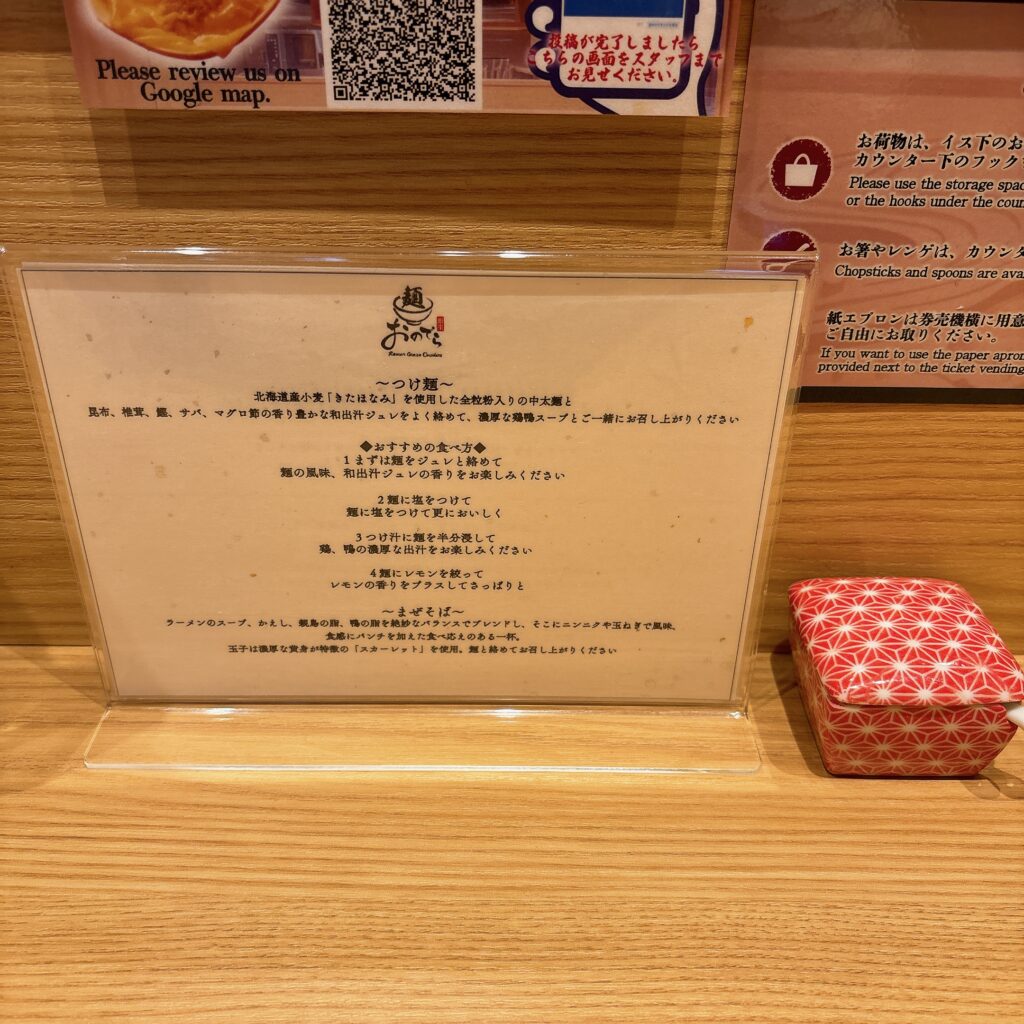 Please review us on
Google map.
投稿が完了しましたら
こちらの画面をスタッフまで
お見せください。
お荷物は、イス下のお
カウンター下のフック
Please use the storage spac
or the hooks under the coun
お箸やレンゲは、カウンタ
Chopsticks and spoons are ava
紙エプロンは券売機横に用意
ご自由にお取りください。
If you want to use the paper apron
provided next to the ticket vending
麺
おのでら
～つけ麺～
北海道産小麦「きたほなみ」を使用した全粒粉入りの中太麺と
昆布、椎茸、鰹、サバ、マグロ節の香り豊かな和出汁ジュレをよく絡めて、濃厚な鶏鴨スープとご一緒にお召し上がりください
◆おすすめの食べ方◆
1まずは麺をジュレと絡めて
麺の風味、和出汁ジュレの香りをお楽しみください
2麺に塩をつけて
麺に塩をつけて更においしく
3つけ汁に麺を半分浸して
鶏、鴨の濃厚な出汁をお楽しみください
4麺にレモンを絞って
レモンの香りをプラスしてさっぱりと
～まぜそば～
ラーメンのスープ、かえし、親鳥の脂、鴨の脂を絶妙なバランスでブレンドし、そこにニンニクや玉ねぎで風味、
食感にパンチを加えた食べ応えのある一杯。
玉子は濃厚な黄身が特徴の「スカーレット」を使用。麺と絡めてお召し上がりください